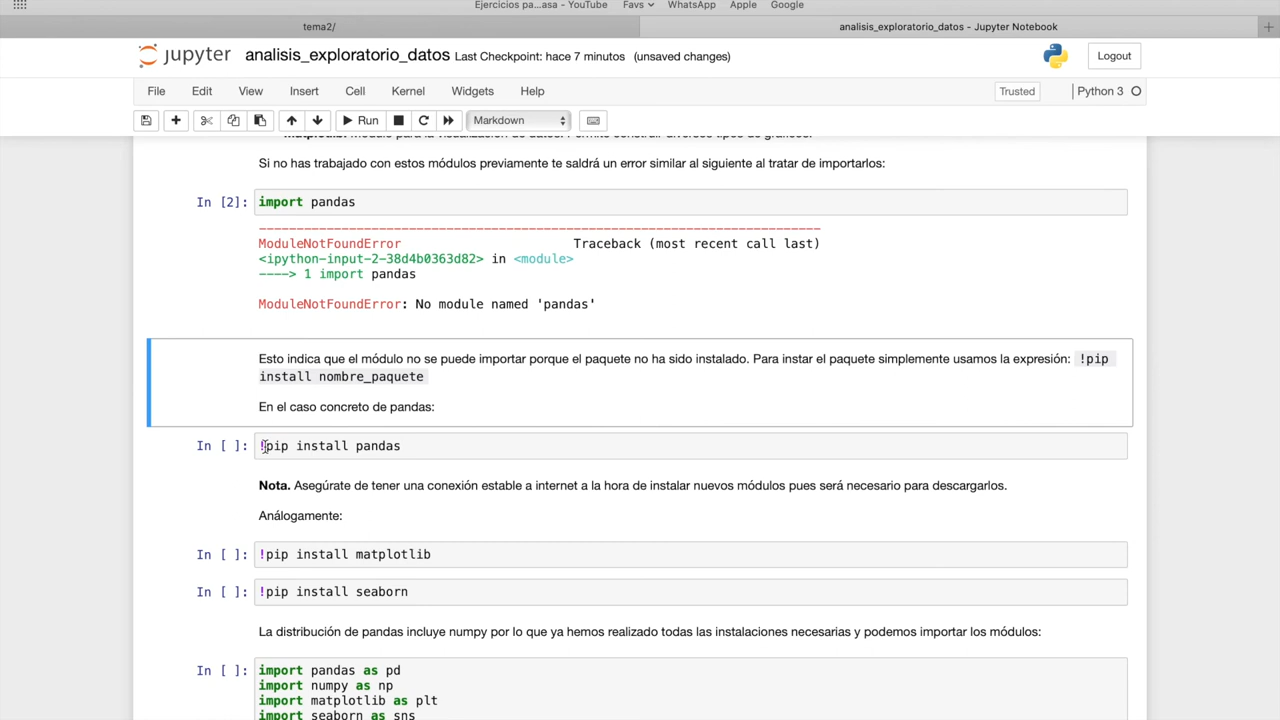 Ejercicios pa...asa - YouTube Favs WhatsApp Apple Google
tema2/ analisis_exploratorio_datos - Jupyter Notebook
jupyter analisis_exploratorio_datos Last Checkpoint: hace 7 minutos (unsaved changes) Logout
File Edit View Insert Cell Kernel Widgets Help Trusted Python 3
Run Markdown
Si no has trabajado con estos módulos previamente te saldrá un error similar al siguiente al tratar de importarlos:
In [2]: import pandas
---------------------------------------------------------------------------
ModuleNotFoundError Traceback (most recent call last)
<ipython-input-2-38d4b0363d82> in <module>
----> 1 import pandas
ModuleNotFoundError: No module named 'pandas'
Esto indica que el módulo no se puede importar porque el paquete no ha sido instalado. Para instar el paquete simplemente usamos la expresión: !pip
install nombre_paquete
En el caso concreto de pandas:
In [ ]: !pip install pandas
Nota. Asegúrate de tener una conexión estable a internet a la hora de instalar nuevos módulos pues será necesario para descargarlos.
Análogamente:
In [ ]: !pip install matplotlib
In [ ]: !pip install seaborn
La distribución de pandas incluye numpy por lo que ya hemos realizado todas las instalaciones necesarias y podemos importar los módulos:
In [ ]: import pandas as pd
import numpy as np
import matplotlib as plt
import seaborn as sns